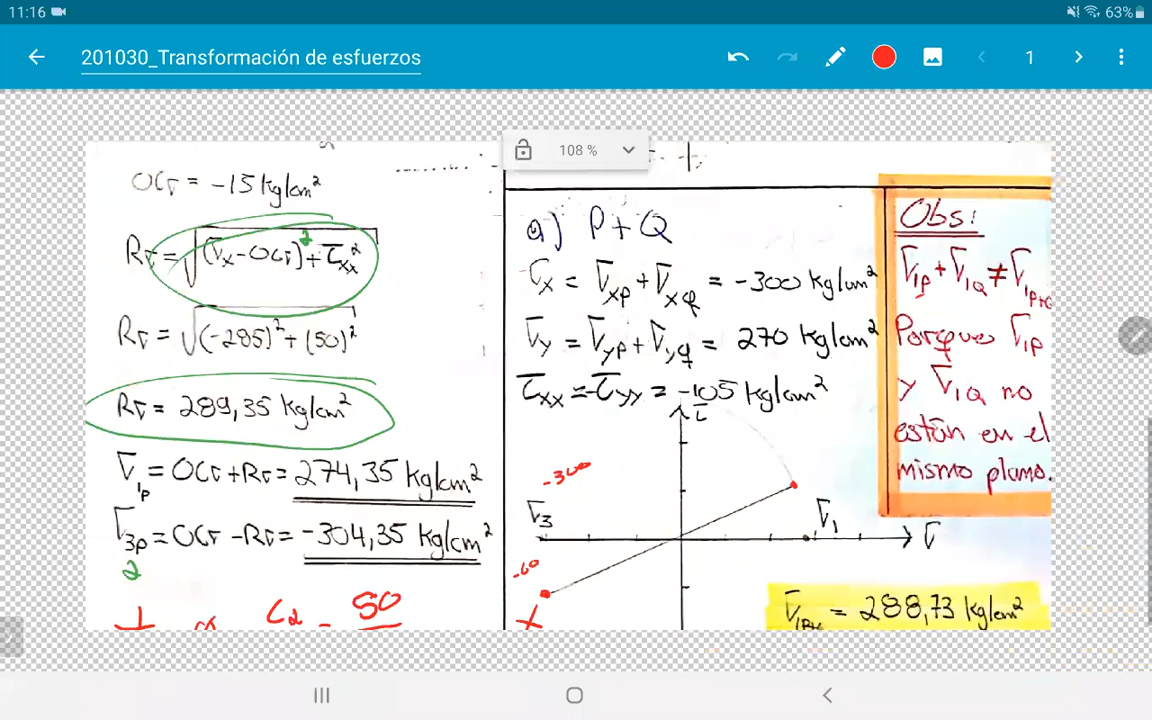 11:16
63%
201030_Transformación de esfuerzos
1
108 %
OCσ = -15 kg/cm²
Rσ = √(σx - OCσ)² + τxx²
Rσ = √(-285)² + (50)²
Rσ = 289,35 kg/cm²
σ1p = OCσ + Rσ = 274,35 kg/cm²
σ3p = OCσ - Rσ = -304,35 kg/cm²
2
50
a) P+Q
σx = σxp + σxq = -300 kg/cm²
σy = σyp + σyq = 270 kg/cm²
τxx = -τyy = -105 kg/cm²
τ
-300
σ3
σ1
σ
-60
X
= 288,73 kg/cm²
Obs:
σ1p + σ1Q ≠ σ1p+Q
Porque σ1p
y σ1Q no
están en el
mismo plano.